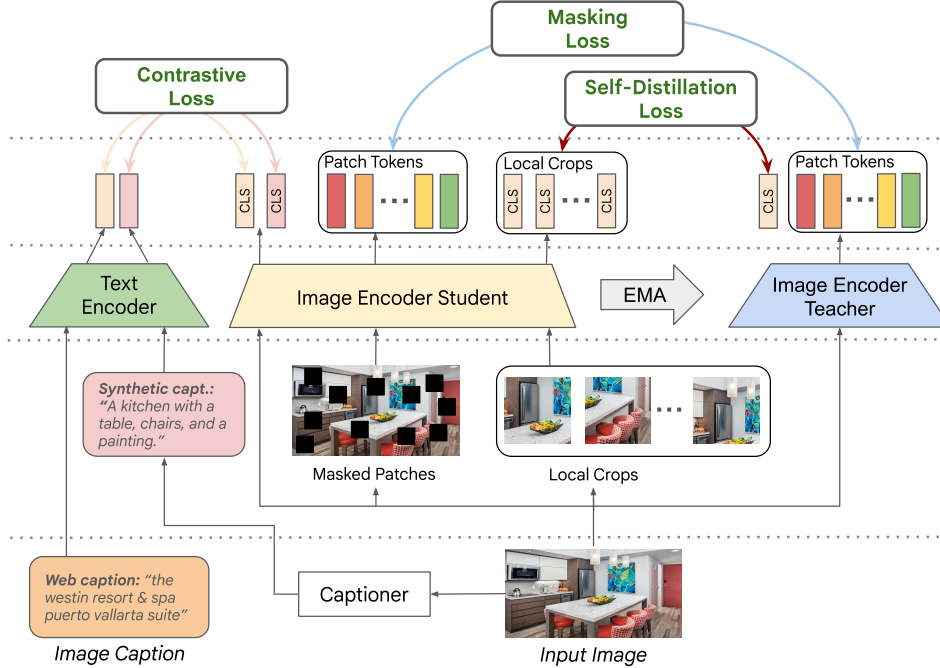 Masking
Loss
Contrastive
Loss
Self-Distillation
Loss
CLS
CLS
Patch Tokens
Local Crops
CLS
CLS
CLS
CLS
Patch Tokens
Text
Encoder
Image Encoder Student
EMA
Image Encoder
Teacher
Synthetic capt.:
“A kitchen with a
table, chairs, and a
painting.”
Masked Patches
Local Crops
Web caption: “the
westin resort & spa
puerto vallarta suite”
Captioner
Image Caption
Input Image